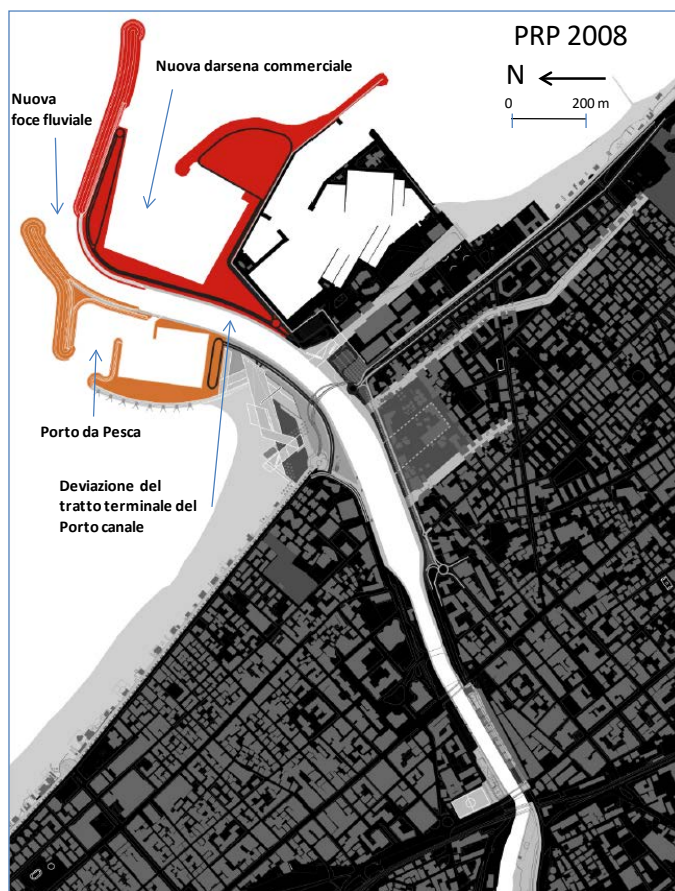 PRP 2008
N
0 200 m
Nuova darsena commerciale
Nuova
foce fluviale
Porto da Pesca
Deviazione del
tratto terminale del
Porto canale